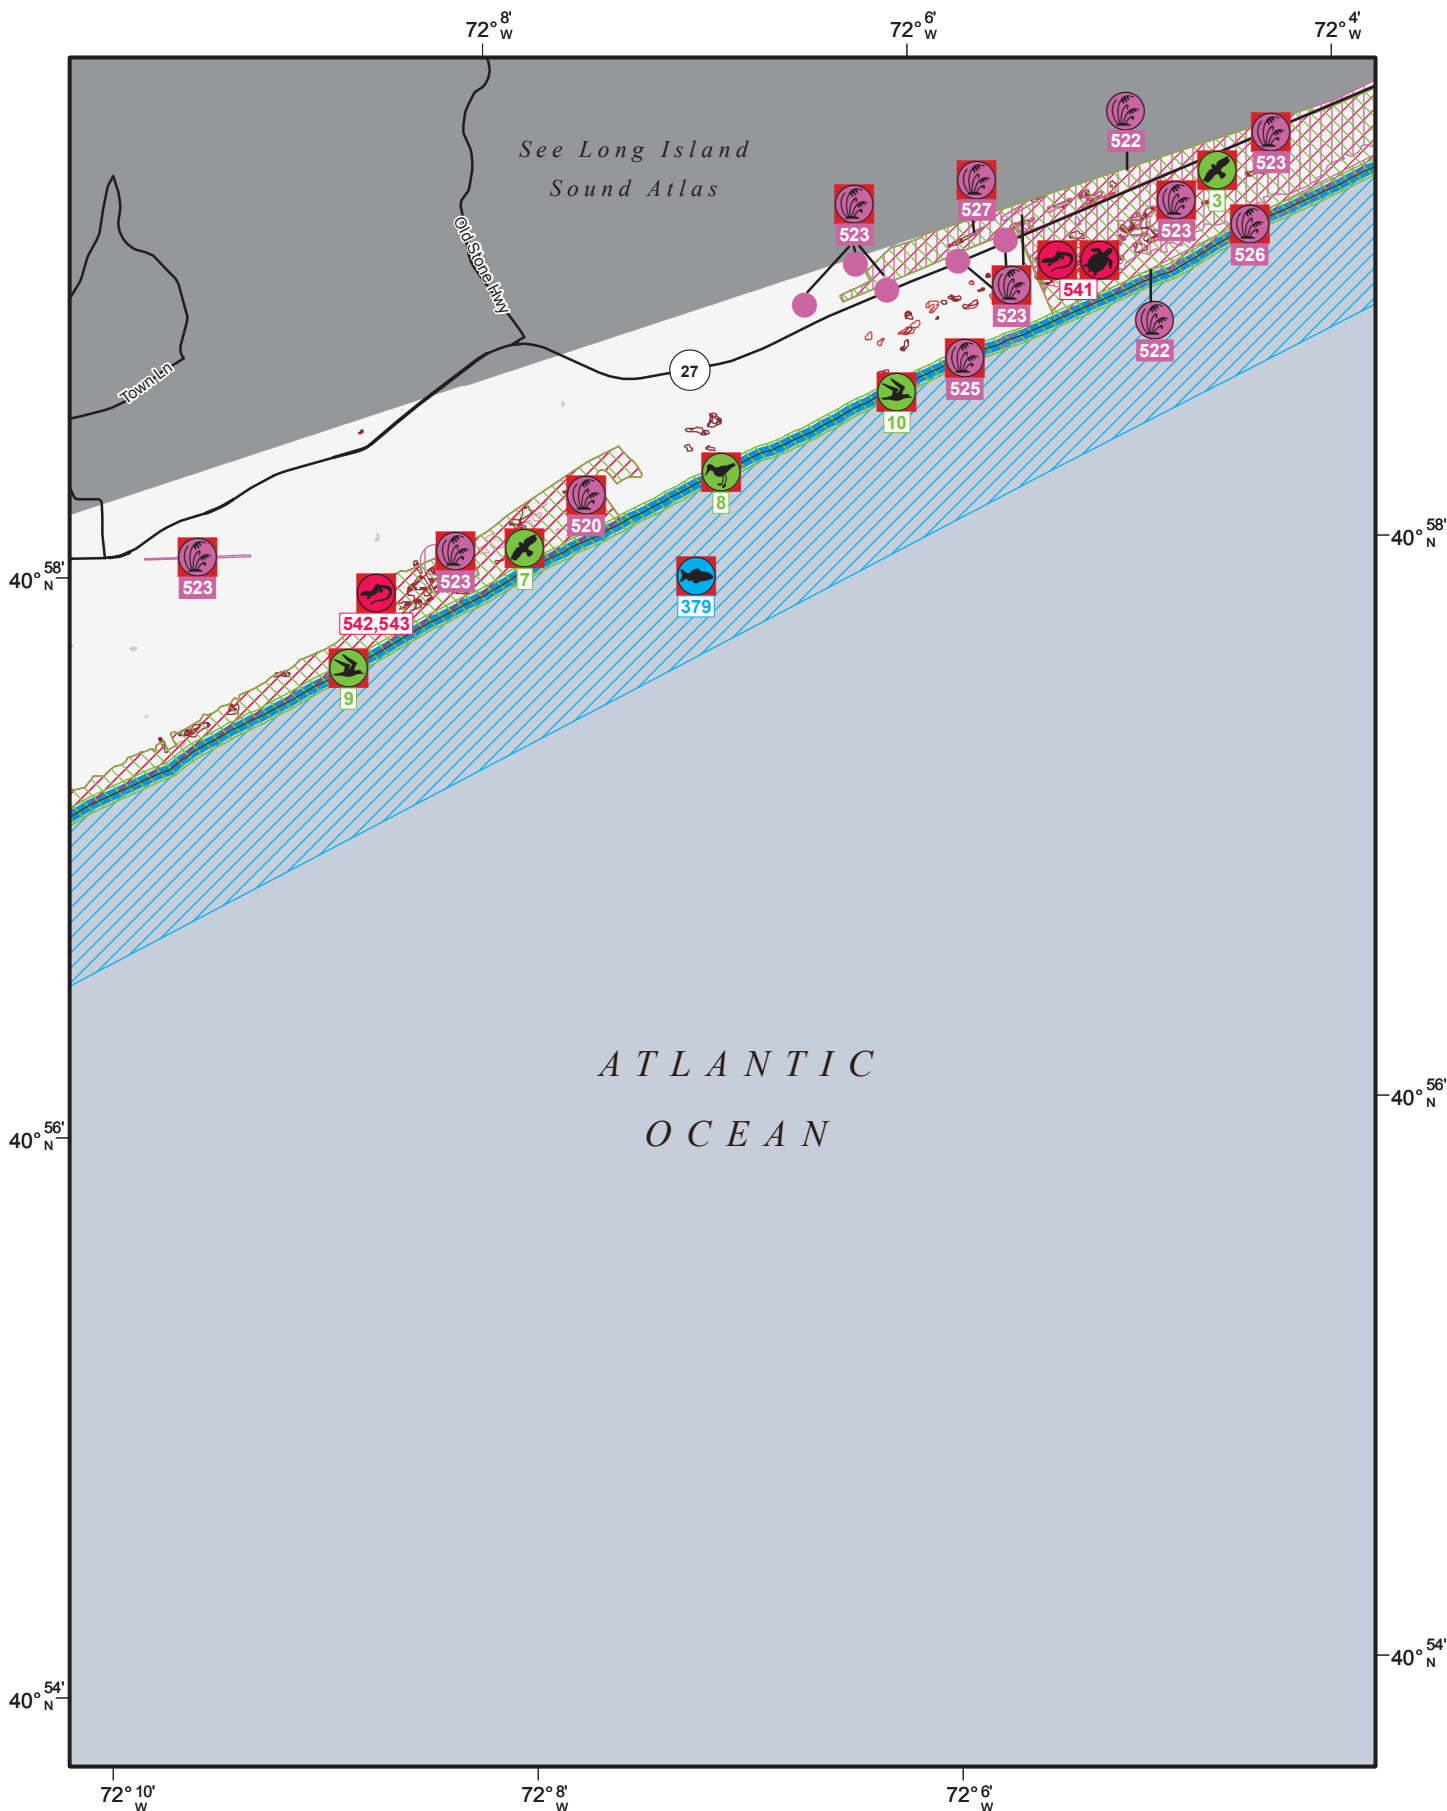 72° 8' W
72° 6' W
72° 4' W
See Long Island
Sound Atlas
522
523
3
527
523
523
526
523
541
522
Old Stone Hwy
27
Town Ln
525
10
8
520
523
7
523
542,543
379
9
40° 58' N
40° 58' N
ATLANTIC
OCEAN
40° 56' N
40° 56' N
40° 54' N
40° 54' N
72° 10' W
72° 8' W
72° 6' W